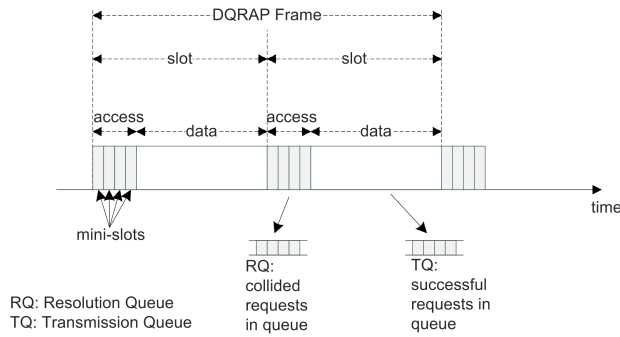 DQRAP Frame
slot
slot
access
data
access
data
time
mini-slots
RQ:
collided
requests
in queue
TQ:
successful
requests in
queue
RQ: Resolution Queue
TQ: Transmission Queue